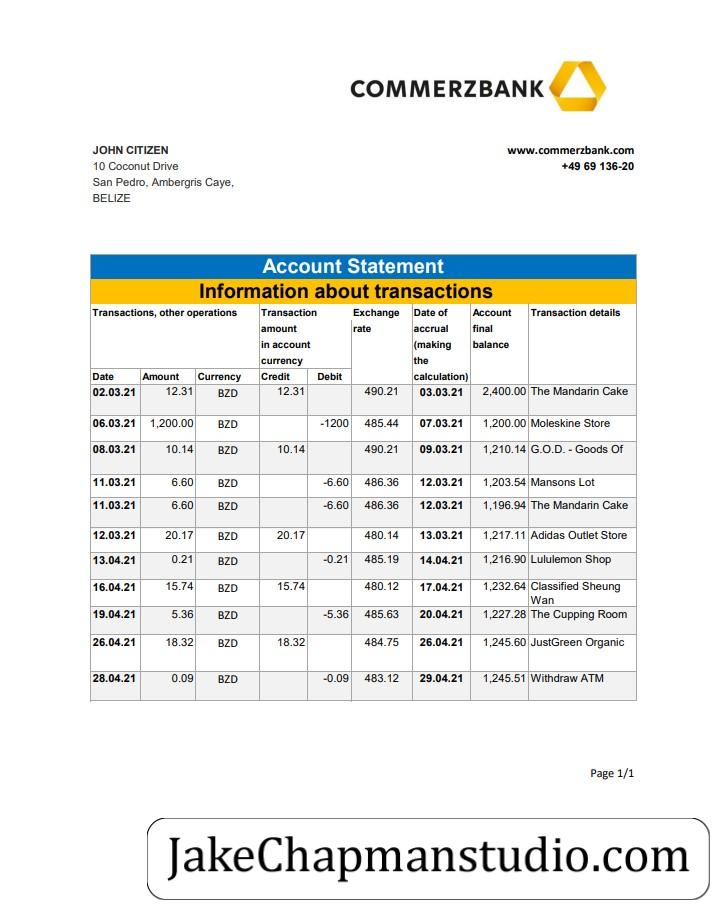 COMMERZBANK
JOHN CITIZEN
10 Coconut Drive
San Pedro, Ambergris Caye,
BELIZE
www.commerzbank.com
+49 69 136-20
Account Statement
Information about transactions
Transactions, other operations Transaction amount in account currency Exchange rate Date of accrual (making the calculation) Account final balance Transaction details
Date Amount Currency Credit Debit
02.03.21 12.31 BZD 12.31 490.21 03.03.21 2,400.00 The Mandarin Cake
06.03.21 1,200.00 BZD -1200 485.44 07.03.21 1,200.00 Moleskine Store
08.03.21 10.14 BZD 10.14 490.21 09.03.21 1,210.14 G.O.D. - Goods Of
11.03.21 6.60 BZD -6.60 486.36 12.03.21 1,203.54 Mansons Lot
11.03.21 6.60 BZD -6.60 486.36 12.03.21 1,196.94 The Mandarin Cake
12.03.21 20.17 BZD 20.17 480.14 13.03.21 1,217.11 Adidas Outlet Store
13.04.21 0.21 BZD -0.21 485.19 14.04.21 1,216.90 Lululemon Shop
16.04.21 15.74 BZD 15.74 480.12 17.04.21 1,232.64 Classified Sheung
Wan
19.04.21 5.36 BZD -5.36 485.63 20.04.21 1,227.28 The Cupping Room
26.04.21 18.32 BZD 18.32 484.75 26.04.21 1,245.60 JustGreen Organic
28.04.21 0.09 BZD -0.09 483.12 29.04.21 1,245.51 Withdraw ATM
Page 1/1
JakeChapmanstudio.com